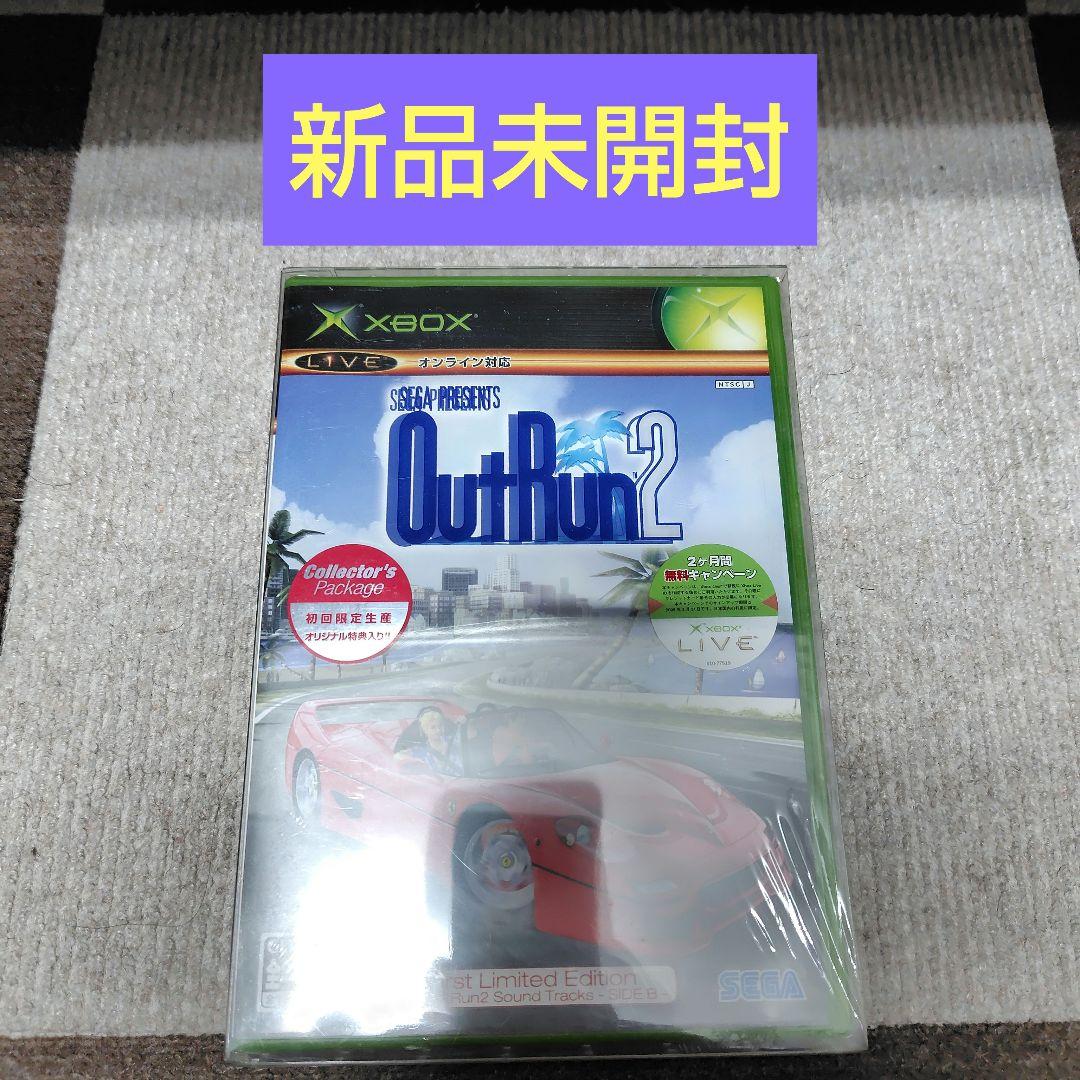 新品未開封
XBOX
LIVE
オンライン対応
NTSC J
SEGA PRESENTS
OutRun2
Collector's
Package
初回限定生産
オリジナル特典入り!!
2ヶ月間
無料キャンペーン
XBOX
LIVE
rst Limited Edition
Run2 Sound Tracks - SIDE B -
SEGA